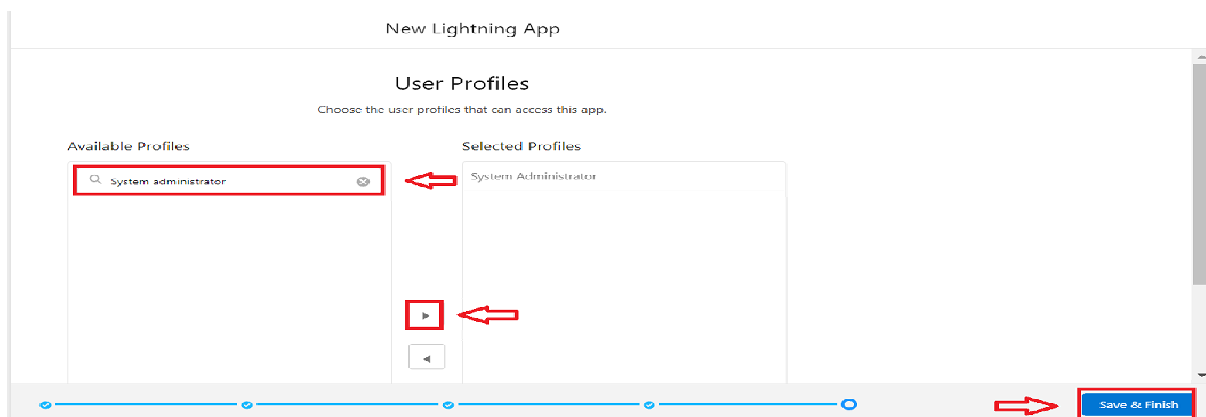 New Lightning App
User Profiles
Choose the user profiles that can access this app.
Available Profiles
Selected Profiles
System administrator
System Administrator
Save & Finish